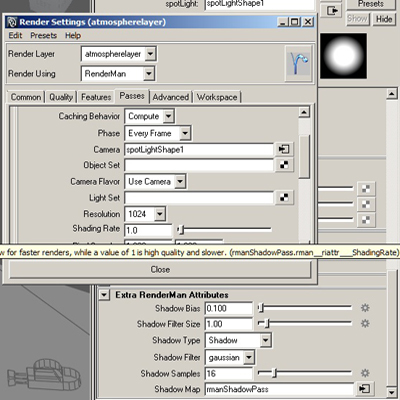 spotLight: spotLightShape1
Presets
Show Hide
Render Settings (atmospherelayer)
Edit Presets Help
Render Layer atmospherelayer
Render Using RenderMan
Common Quality Features Passes Advanced Workspace
Caching Behavior Compute
Phase Every Frame
Camera spotLightShape1
Object Set
Camera Flavor Use Camera
Light Set
Resolution 1024
Shading Rate 1.0
w for faster renders, while a value of 1 is high quality and slower. (rmanShadowPass.rman__riattr___ShadingRate)
Close
Extra RenderMan Attributes
Shadow Bias 0.100
Shadow Filter Size 1.00
Shadow Type Shadow
Shadow Filter gaussian
Shadow Samples 16
Shadow Map rmanShadowPass